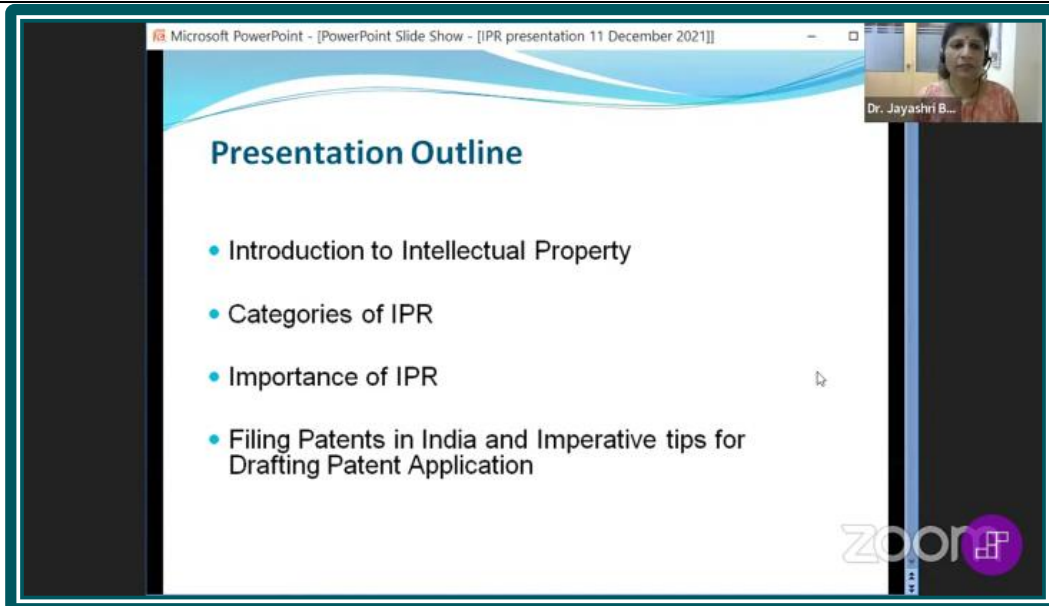 Microsoft PowerPoint - [PowerPoint Slide Show - [IPR presentation 11 December 2021]]
Dr. Jayashri B...
Presentation Outline
• Introduction to Intellectual Property
• Categories of IPR
• Importance of IPR
• Filing Patents in India and Imperative tips for
Drafting Patent Application
zoom